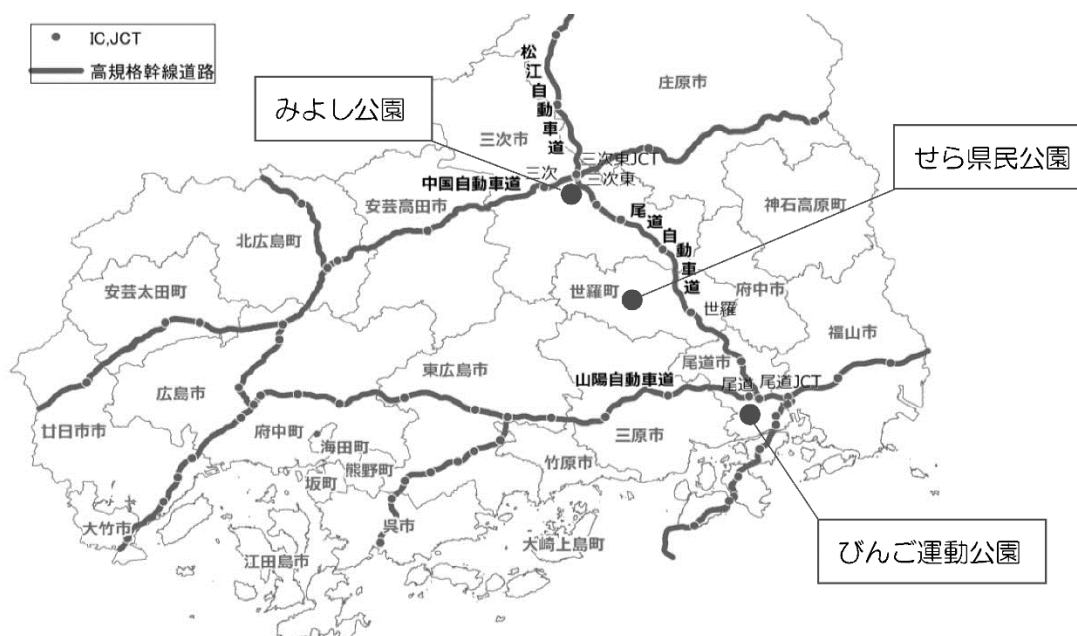 IC,JCT
高規格幹線道路
みよし公園
せら県民公園
びんご運動公園
松江自動車道
庄原市
三次市
三次東JCT
三次
三次東
中国自動車道
安芸高田市
尾道自動車道
神石高原町
北広島町
安芸太田町
世羅町
府中市
世羅
福山市
尾道市
東広島市
山陽自動車道
尾道
尾道JCT
広島市
廿日市市
府中町
海田町
熊野町
坂町
三原市
竹原市
大竹市
呉市
大崎上島町
江田島市